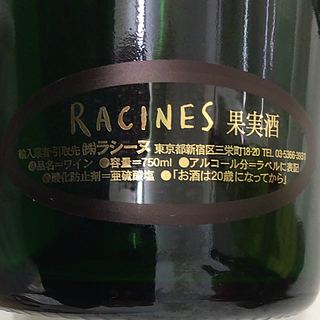 RACINES 果実酒
輸入業者・引取先 ㈱ラシーヌ 東京都新宿区三栄町18-20 TEL 03-5366-3931
●品名=ワイン ●容量=750ml ●アルコール分=ラベルに表記
●酸化防止剤=亜硫酸塩 ●「お酒は20歳になってから」